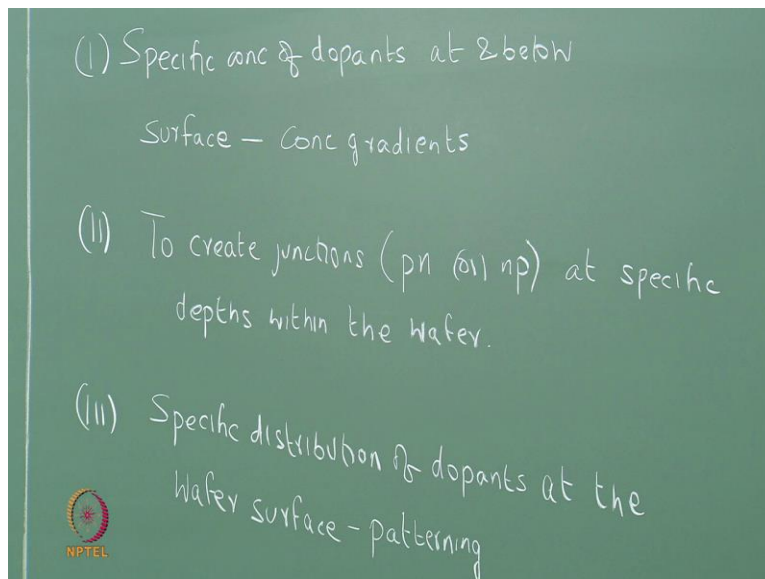 (I) Specific conc of dopants at & below
surface – conc gradients
(II) To create junctions (pn (or) np) at specific
depths within the wafer.
(III) Specific distribution of dopants at the
wafer surface – patterning
NPTEL